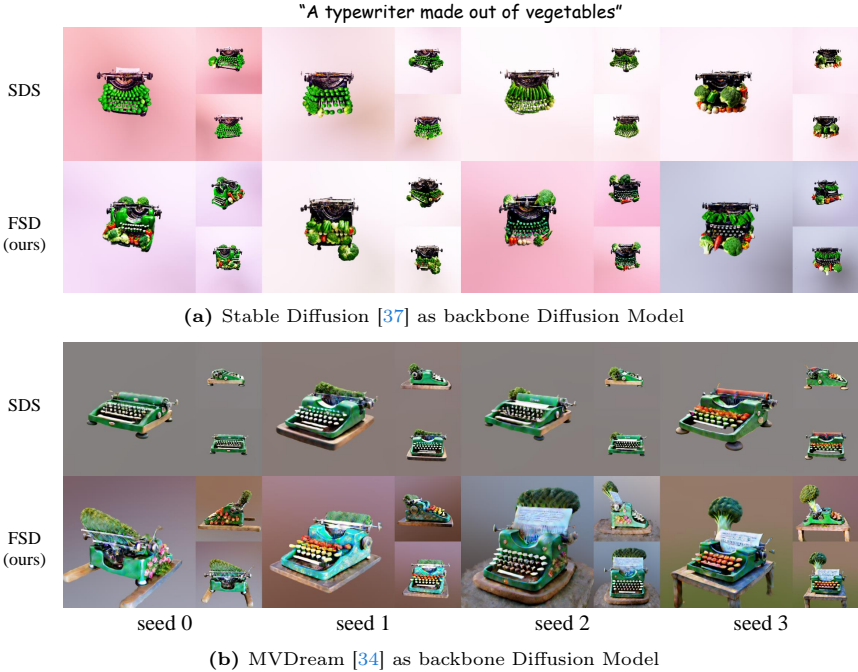 “A typewriter made out of vegetables”
SDS
FSD
(ours)
(a) Stable Diffusion [37] as backbone Diffusion Model
SDS
FSD
(ours)
seed 0 seed 1 seed 2 seed 3
(b) MVDream [34] as backbone Diffusion Model